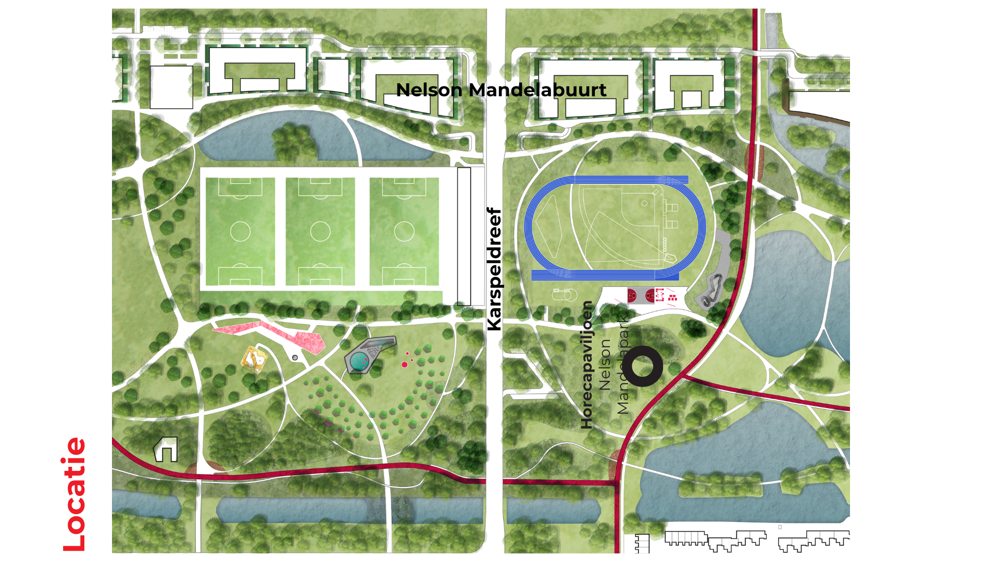 Locatie
Nelson Mandelabuurt
Karspeldreef
Horecapaviljoen
Nelson
Mandelapark